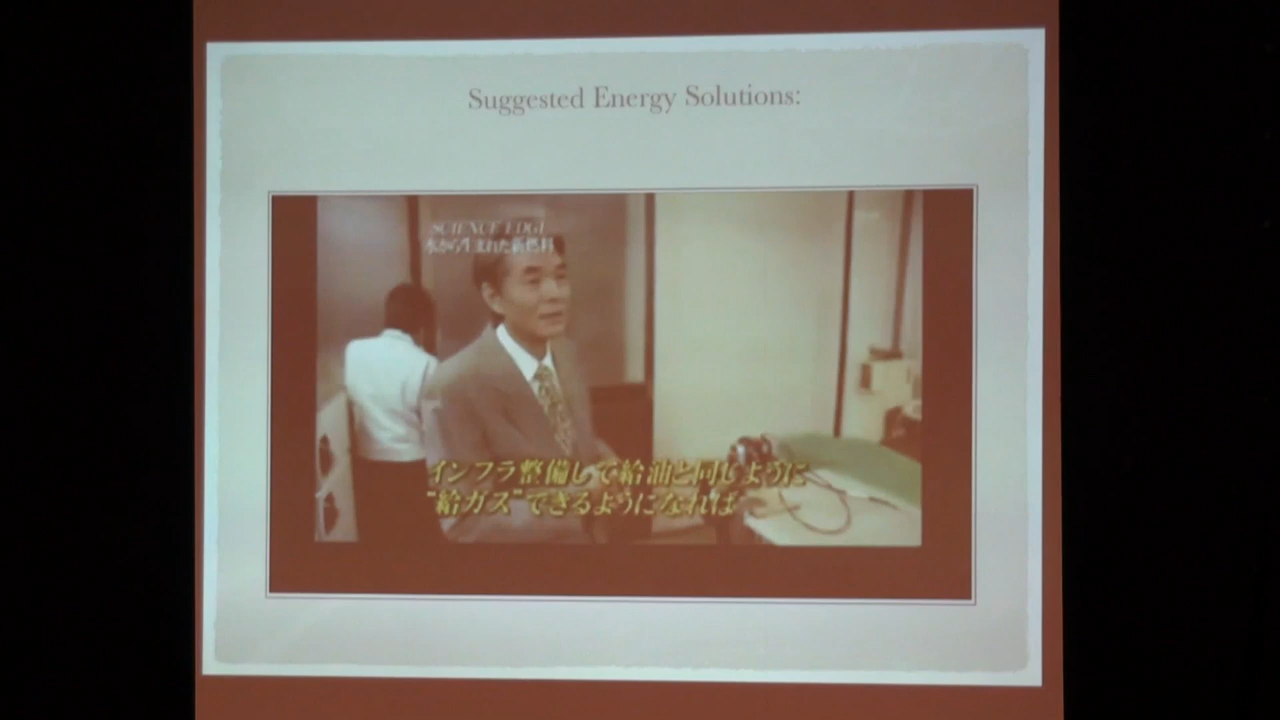 Suggested Energy Solutions:
SCIENCE EDGE
水から生まれた新燃料
インフラ整備して給油と同じように
"給ガス"できるようになれば